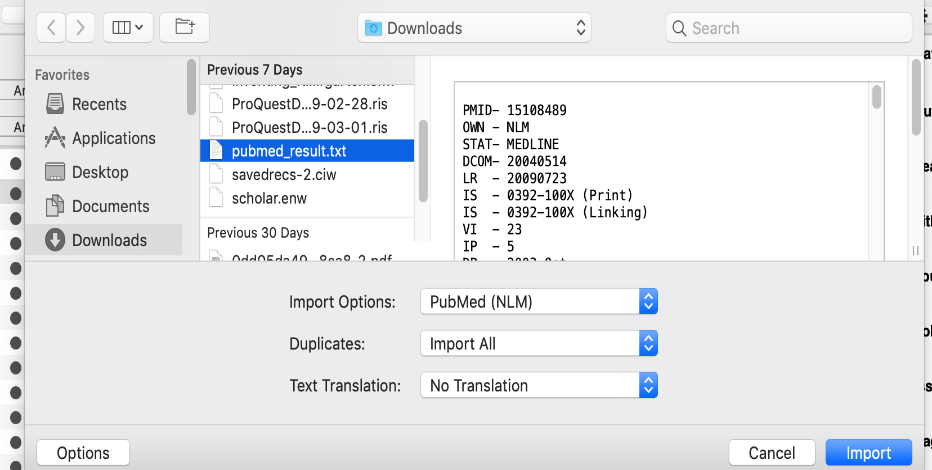 Downloads
Search
Favorites
Recents
Applications
Desktop
Documents
Downloads
Previous 7 Days
ProQuestD...9-02-28.ris
ProQuestD...9-03-01.ris
pubmed_result.txt
savedrecs-2.ciw
scholar.enw
Previous 30 Days
PMID- 15108489
OWN - NLM
STAT- MEDLINE
DCOM- 20040514
LR - 20090723
IS - 0392-100X (Print)
IS - 0392-100X (Linking)
VI - 23
IP - 5
Import Options: PubMed (NLM)
Duplicates: Import All
Text Translation: No Translation
Options
Cancel
Import